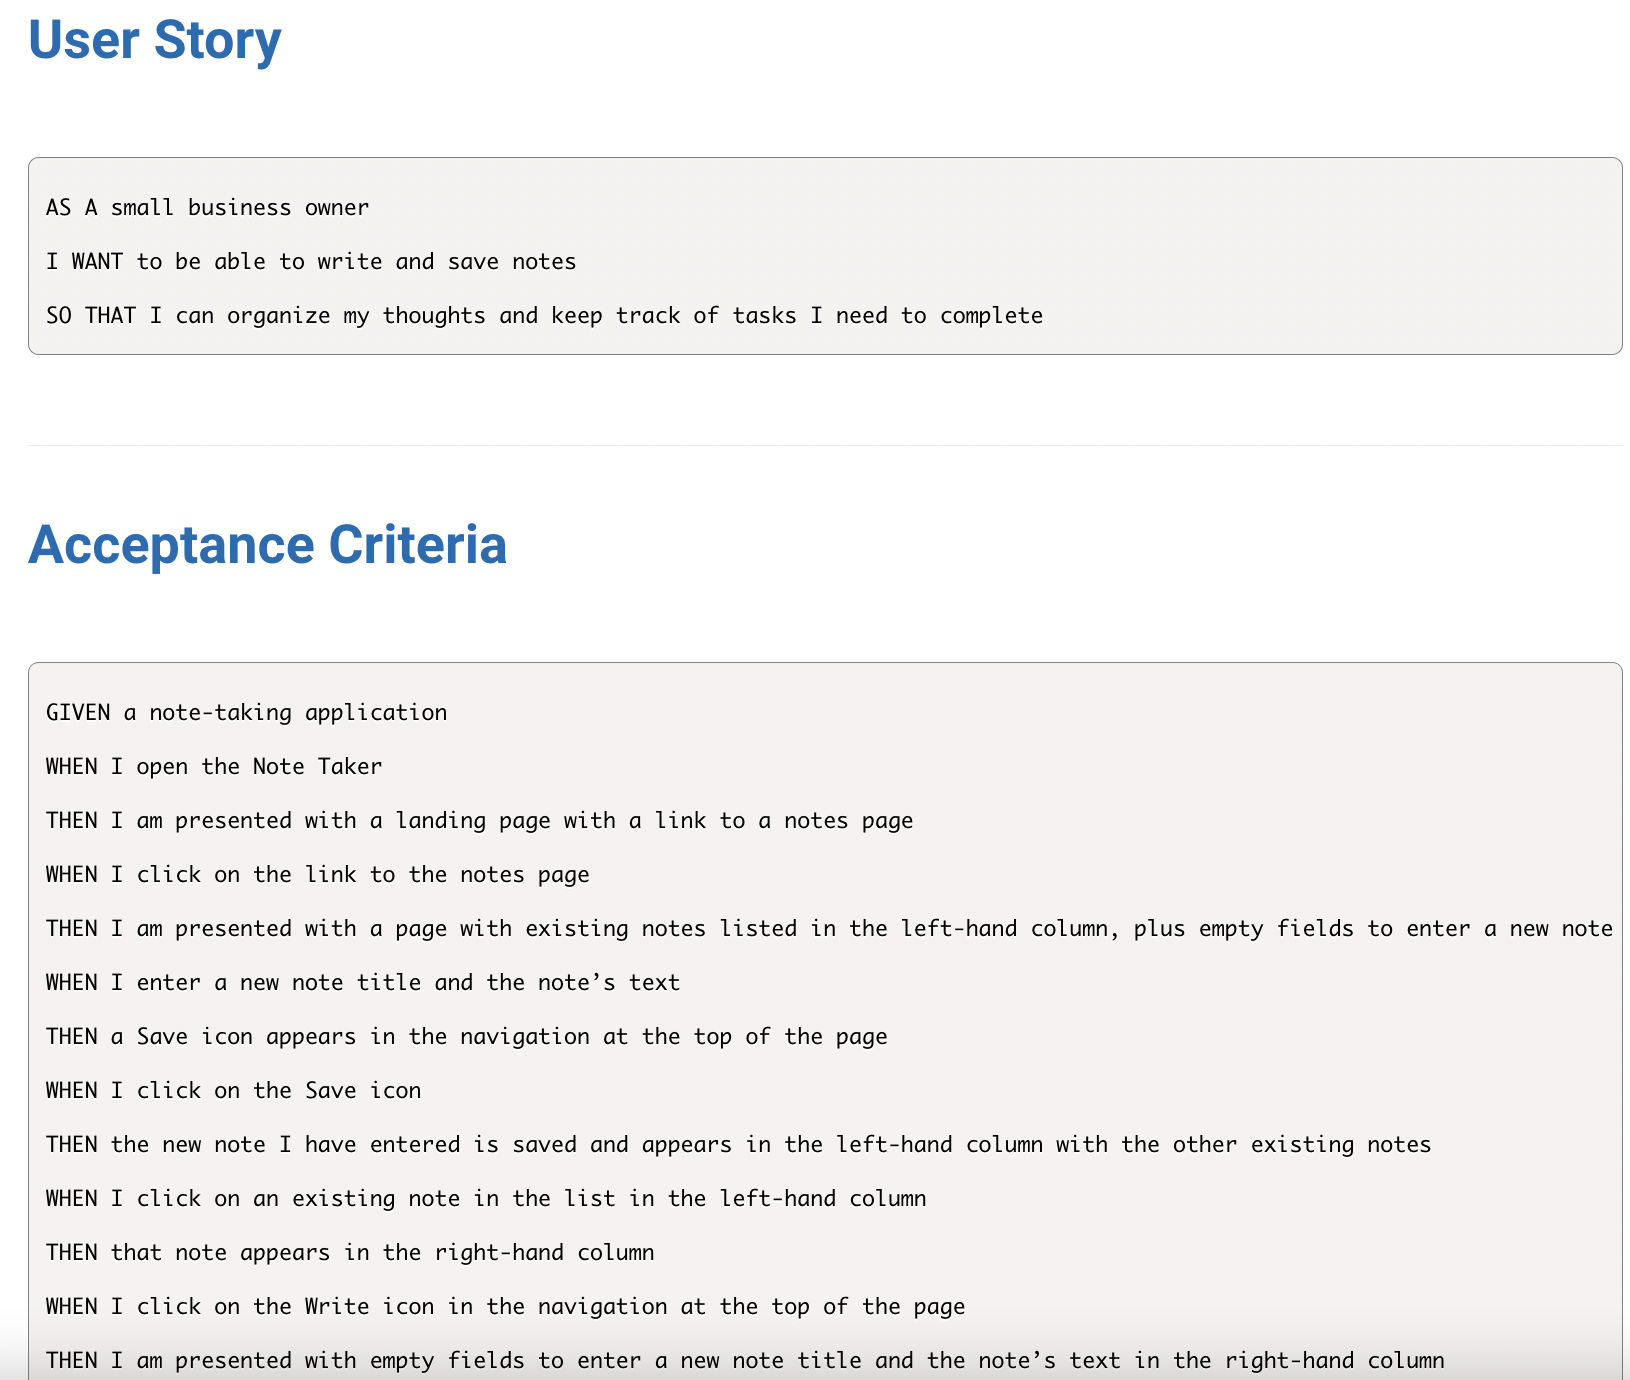 User Story
AS A small business owner
I WANT to be able to write and save notes
SO THAT I can organize my thoughts and keep track of tasks I need to complete
Acceptance Criteria
GIVEN a note-taking application
WHEN I open the Note Taker
THEN I am presented with a landing page with a link to a notes page
WHEN I click on the link to the notes page
THEN I am presented with a page with existing notes listed in the left-hand column, plus empty fields to enter a new note
WHEN I enter a new note title and the note’s text
THEN a Save icon appears in the navigation at the top of the page
WHEN I click on the Save icon
THEN the new note I have entered is saved and appears in the left-hand column with the other existing notes
WHEN I click on an existing note in the list in the left-hand column
THEN that note appears in the right-hand column
WHEN I click on the Write icon in the navigation at the top of the page
THEN I am presented with empty fields to enter a new note title and the note’s text in the right-hand column